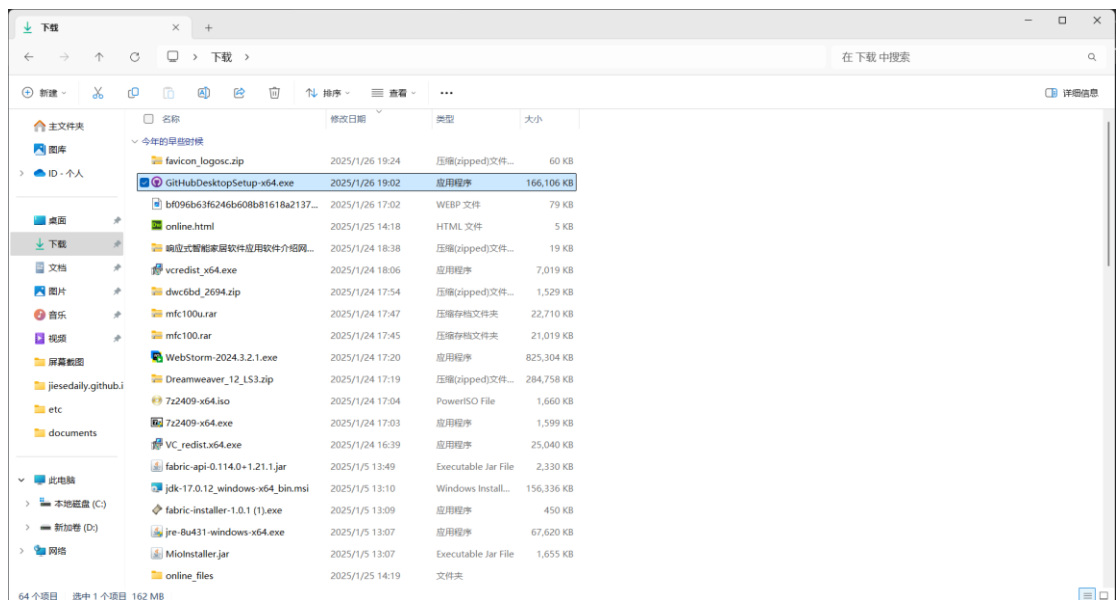 下载
在 下载 中搜索
下载
新建
排序
查看
详细信息
名称 修改日期 类型 大小
今年的早些时候
favicon_logosc.zip 2025/1/26 19:24 压缩(zipped)文件... 60 KB
GitHubDesktopSetup-x64.exe 2025/1/26 19:02 应用程序 166,106 KB
bf096b63f6246b608b81618a2137... 2025/1/26 17:02 WEBP 文件 79 KB
online.html 2025/1/25 14:18 HTML 文件 5 KB
响应式智能家居软件应用软件介绍网... 2025/1/24 18:38 压缩(zipped)文件... 19 KB
vcredist_x64.exe 2025/1/24 18:06 应用程序 7,019 KB
dwc6bd_2694.zip 2025/1/24 17:54 压缩(zipped)文件... 1,529 KB
mfc100u.rar 2025/1/24 17:47 压缩存档文件夹 22,710 KB
mfc100.rar 2025/1/24 17:45 压缩存档文件夹 21,019 KB
WebStorm-2024.3.2.1.exe 2025/1/24 17:20 应用程序 825,304 KB
Dreamweaver_12_LS3.zip 2025/1/24 17:19 压缩(zipped)文件... 284,758 KB
7z2409-x64.iso 2025/1/24 17:04 PowerISO File 1,660 KB
7z2409-x64.exe 2025/1/24 17:03 应用程序 1,599 KB
VC_redist.x64.exe 2025/1/24 16:39 应用程序 25,040 KB
fabric-api-0.114.0+1.21.1.jar 2025/1/5 13:49 Executable Jar File 2,330 KB
jdk-17.0.12_windows-x64_bin.msi 2025/1/5 13:10 Windows Install... 156,336 KB
fabric-installer-1.0.1 (1).exe 2025/1/5 13:09 应用程序 450 KB
jre-8u431-windows-x64.exe 2025/1/5 13:07 应用程序 67,620 KB
MioInstaller.jar 2025/1/5 13:07 Executable Jar File 1,655 KB
online_files 2025/1/25 14:19 文件夹
主文件夹
图库
ID - 个人
桌面
下载
文档
图片
音乐
视频
屏幕截图
jiesedaily.github.i
etc
documents
此电脑
本地磁盘 (C:)
新加卷 (D:)
网络
64 个项目 选中 1 个项目 162 MB